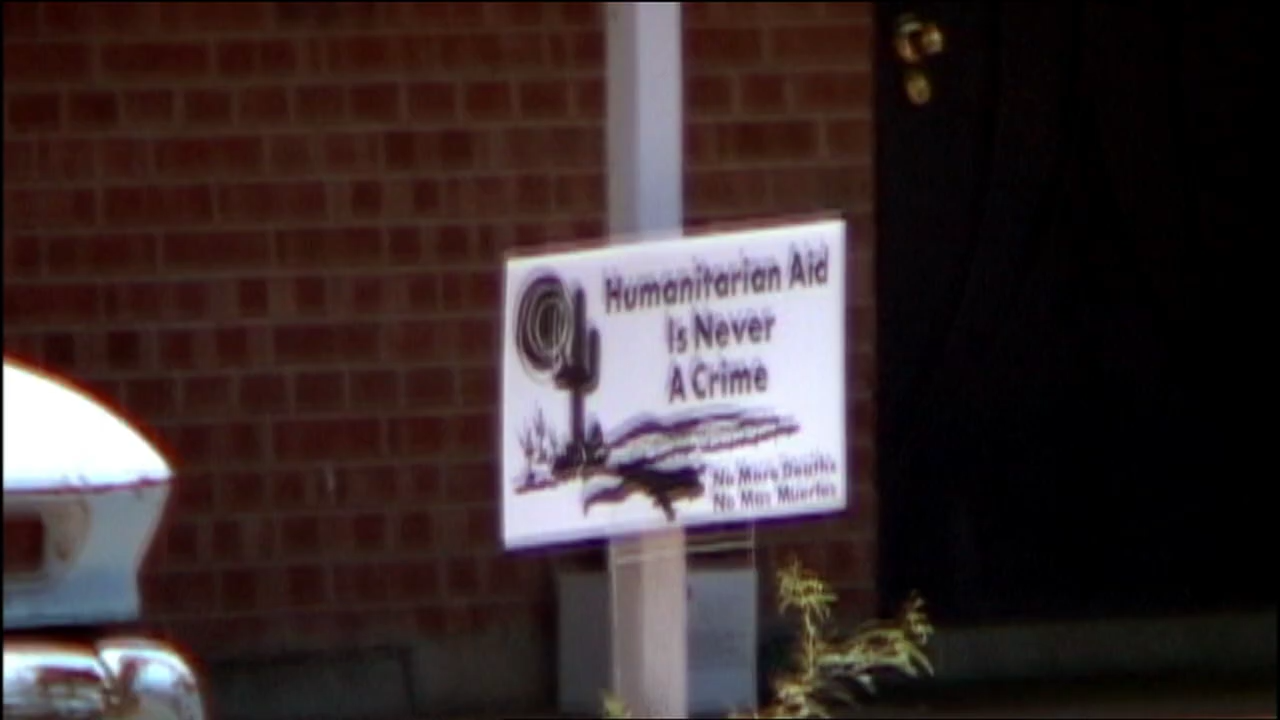 Humanitarian Aid
Is Never
A Crime
No More Deaths
No Mas Muertes